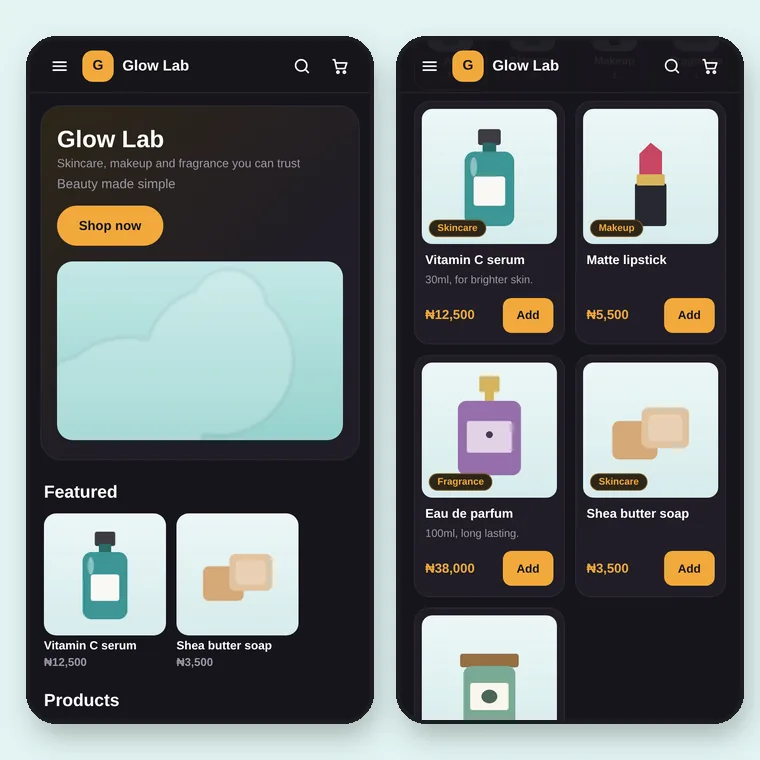 G Glow Lab
Glow Lab
Skincare, makeup and fragrance you can trust
Beauty made simple
Shop now
Featured
Vitamin C serum
₦12,500
Shea butter soap
₦3,500
Products
G Glow Lab
Makeup
Skincare
Vitamin C serum
30ml, for brighter skin.
₦12,500
Add
Makeup
Matte lipstick
₦5,500
Add
Fragrance
Eau de parfum
100ml, long lasting.
₦38,000
Add
Skincare
Shea butter soap
₦3,500
Add